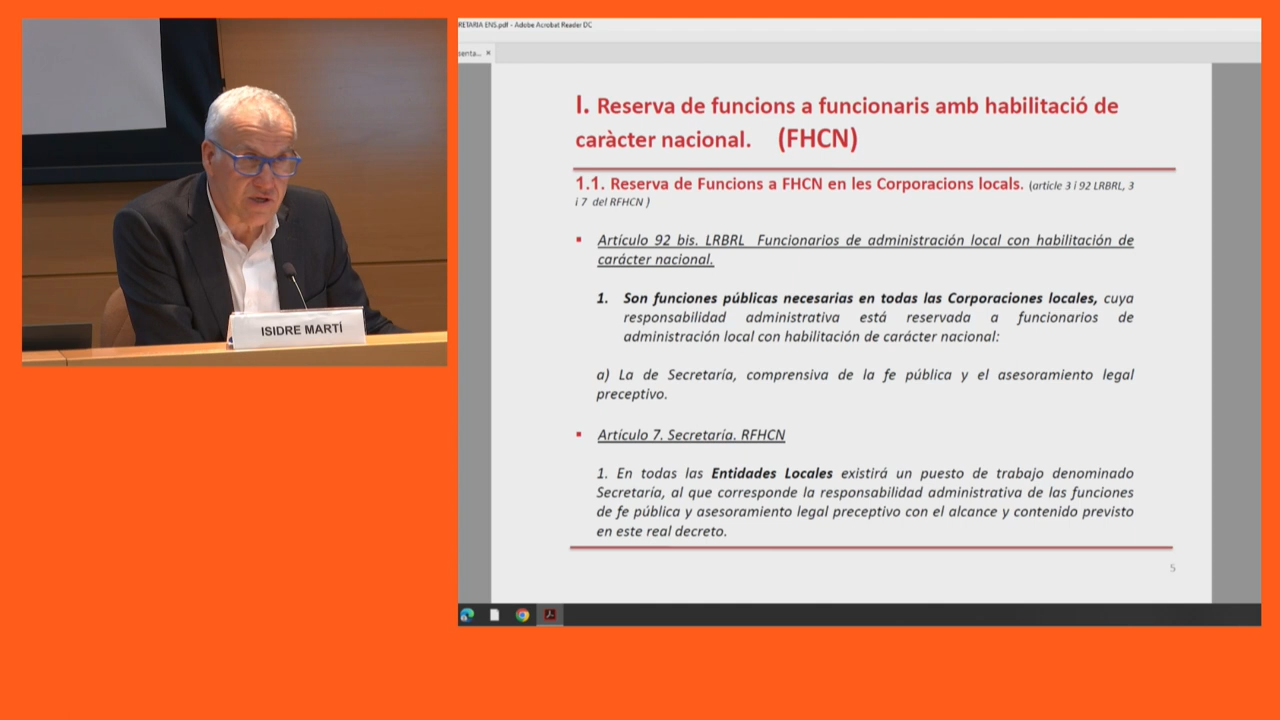 ISIDRE MARTÍ
RETARIA ENS.pdf - Adobe Acrobat Reader DC
senta... ×
I. Reserva de funcions a funcionaris amb habilitació de
caràcter nacional. (FHCN)
1.1. Reserva de Funcions a FHCN en les Corporacions locals. (article 3 i 92 LRBRL, 3
i 7 del RFHCN )
▪ Artículo 92 bis. LRBRL Funcionarios de administración local con habilitación de
carácter nacional.
1. Son funciones públicas necesarias en todas las Corporaciones locales, cuya
responsabilidad administrativa está reservada a funcionarios de
administración local con habilitación de carácter nacional:
a) La de Secretaría, comprensiva de la fe pública y el asesoramiento legal
preceptivo.
▪ Artículo 7. Secretaría. RFHCN
1. En todas las Entidades Locales existirá un puesto de trabajo denominado
Secretaría, al que corresponde la responsabilidad administrativa de las funciones
de fe pública y asesoramiento legal preceptivo con el alcance y contenido previsto
en este real decreto.
5